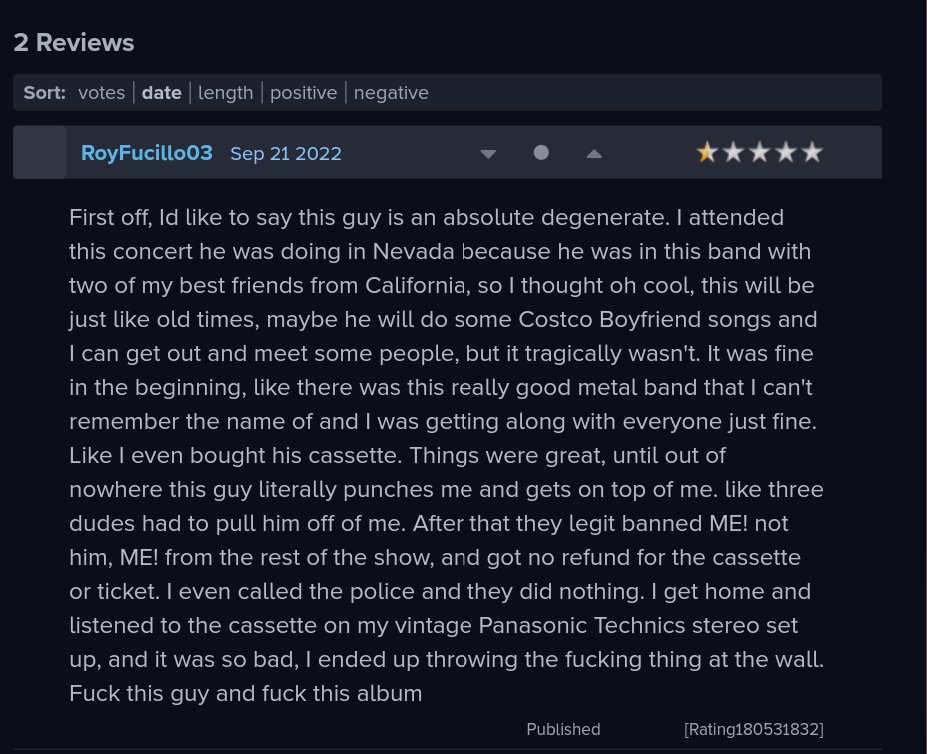 2 Reviews
Sort: votes | date | length | positive | negative
RoyFucillo03 Sep 21 2022
First off, Id like to say this guy is an absolute degenerate. I attended
this concert he was doing in Nevada because he was in this band with
two of my best friends from California, so I thought oh cool, this will be
just like old times, maybe he will do some Costco Boyfriend songs and
I can get out and meet some people, but it tragically wasn't. It was fine
in the beginning, like there was this really good metal band that I can't
remember the name of and I was getting along with everyone just fine.
Like I even bought his cassette. Things were great, until out of
nowhere this guy literally punches me and gets on top of me. like three
dudes had to pull him off of me. After that they legit banned ME! not
him, ME! from the rest of the show, and got no refund for the cassette
or ticket. I even called the police and they did nothing. I get home and
listened to the cassette on my vintage Panasonic Technics stereo set
up, and it was so bad, I ended up throwing the fucking thing at the wall.
Fuck this guy and fuck this album
Published [Rating180531832]